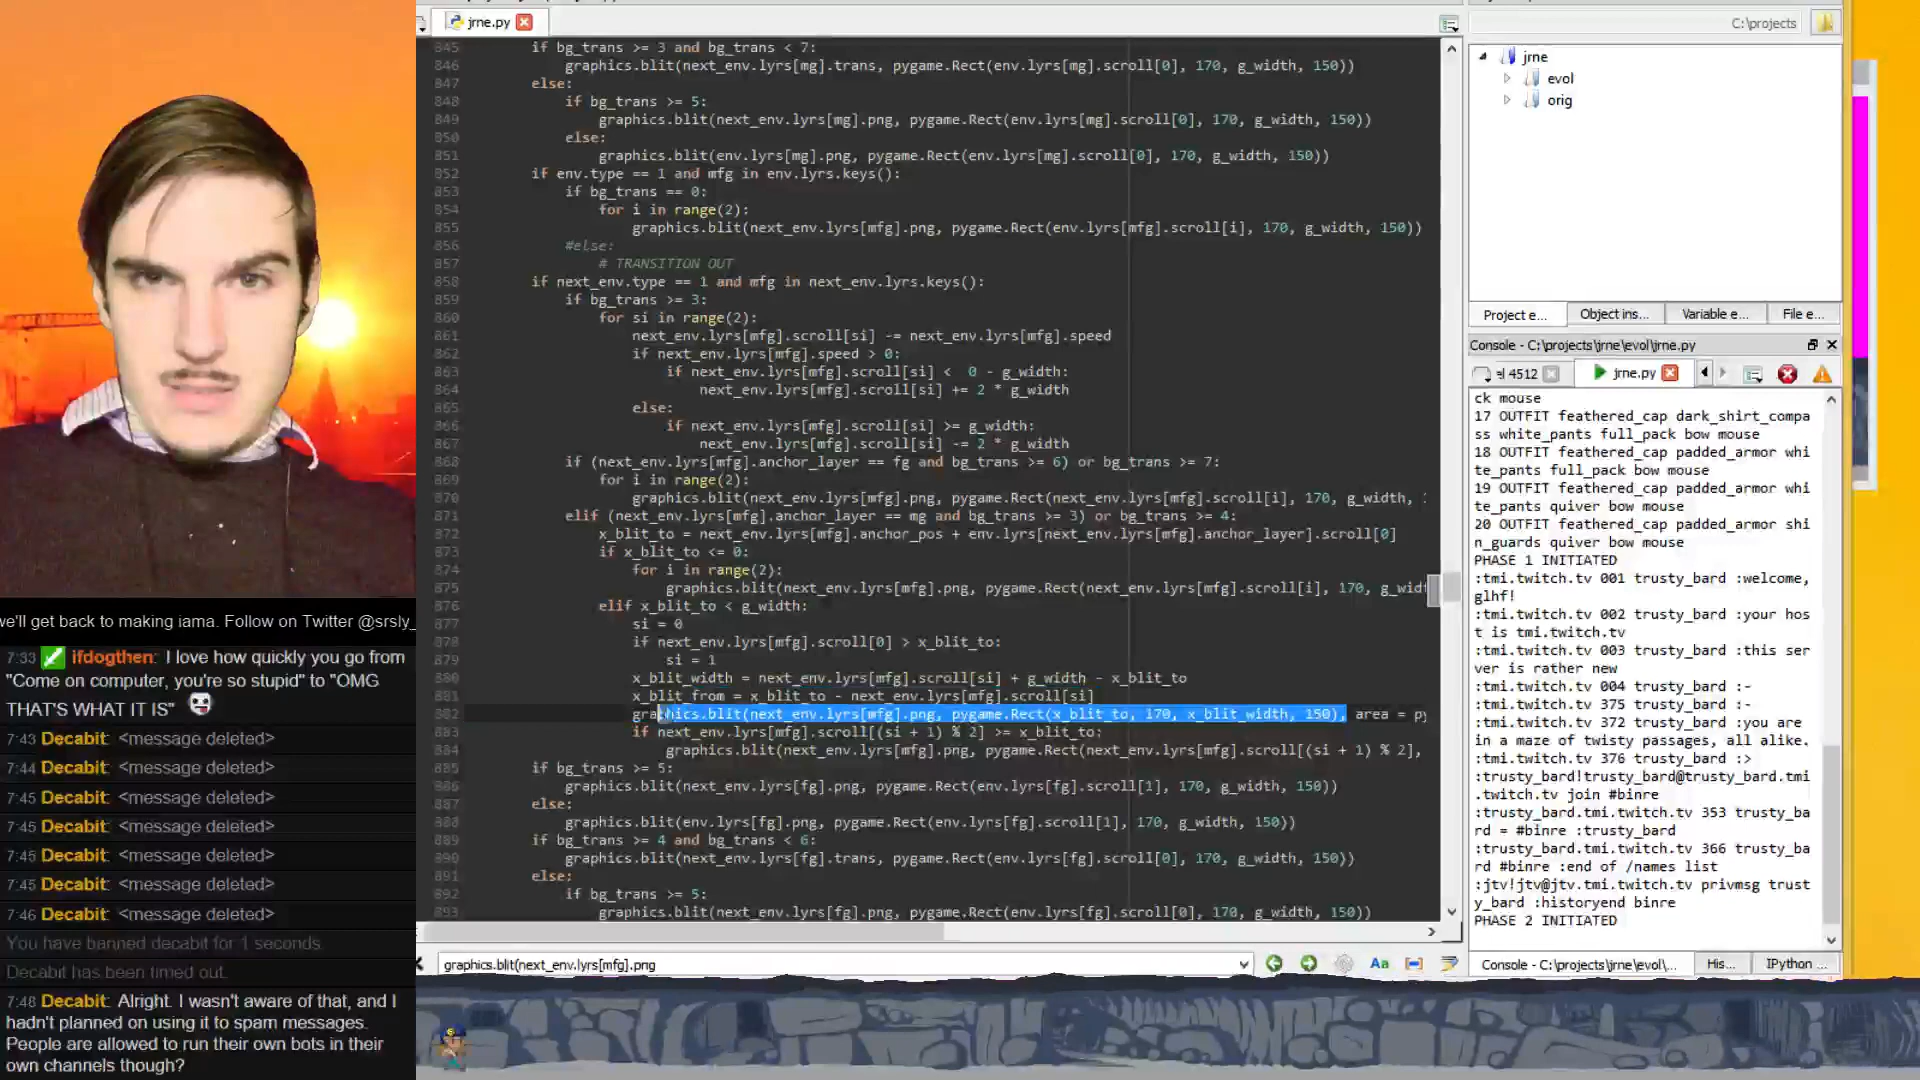 we'll get back to making iama. Follow on Twitter @srsly_
7:33 ifdogthen: I love how quickly you go from
"Come on computer, you're so stupid" to "OMG
THAT'S WHAT IT IS"
7:43 Decabit: <message deleted>
7:44 Decabit: <message deleted>
7:45 Decabit: <message deleted>
7:45 Decabit: <message deleted>
7:45 Decabit: <message deleted>
7:45 Decabit: <message deleted>
7:46 Decabit: <message deleted>
You have banned decabit for 1 seconds.
Decabit has been timed out.
7:48 Decabit: Alright. I wasn't aware of that, and I
hadn't planned on using it to spam messages.
People are allowed to run their own bots in their
own channels though?
jrne.py
845 if bg_trans >= 3 and bg_trans < 7:
846 graphics.blit(next_env.lyrs[mg].trans, pygame.Rect(env.lyrs[mg].scroll[0], 170, g_width, 150))
847 else:
848 if bg_trans >= 5:
849 graphics.blit(next_env.lyrs[mg].png, pygame.Rect(env.lyrs[mg].scroll[0], 170, g_width, 150))
850 else:
851 graphics.blit(env.lyrs[mg].png, pygame.Rect(env.lyrs[mg].scroll[0], 170, g_width, 150))
852 if env.type == 1 and mfg in env.lyrs.keys():
853 if bg_trans == 0:
854 for i in range(2):
855 graphics.blit(next_env.lyrs[mfg].png, pygame.Rect(env.lyrs[mfg].scroll[i], 170, g_width, 150))
856 #else:
857 # TRANSITION OUT
858 if next_env.type == 1 and mfg in next_env.lyrs.keys():
859 if bg_trans >= 3:
860 for si in range(2):
861 next_env.lyrs[mfg].scroll[si] -= next_env.lyrs[mfg].speed
862 if next_env.lyrs[mfg].speed > 0:
863 if next_env.lyrs[mfg].scroll[si] < 0 - g_width:
864 next_env.lyrs[mfg].scroll[si] += 2 * g_width
865 else:
866 if next_env.lyrs[mfg].scroll[si] >= g_width:
867 next_env.lyrs[mfg].scroll[si] -= 2 * g_width
868 if (next_env.lyrs[mfg].anchor_layer == fg and bg_trans >= 6) or bg_trans >= 7:
869 for i in range(2):
870 graphics.blit(next_env.lyrs[mfg].png, pygame.Rect(next_env.lyrs[mfg].scroll[i], 170, g_width, 1
871 elif (next_env.lyrs[mfg].anchor_layer == mg and bg_trans >= 3) or bg_trans >= 4:
872 x_blit_to = next_env.lyrs[mfg].anchor_pos + env.lyrs[next_env.lyrs[mfg].anchor_layer].scroll[0]
873 if x_blit_to <= 0:
874 for i in range(2):
875 graphics.blit(next_env.lyrs[mfg].png, pygame.Rect(next_env.lyrs[mfg].scroll[i], 170, g_widt
876 elif x_blit_to < g_width:
877 si = 0
878 if next_env.lyrs[mfg].scroll[0] > x_blit_to:
879 si = 1
880 x_blit_width = next_env.lyrs[mfg].scroll[si] + g_width - x_blit_to
881 x_blit_from = x_blit_to - next_env.lyrs[mfg].scroll[si]
882 graphics.blit(next_env.lyrs[mfg].png, pygame.Rect(x_blit_to, 170, x_blit_width, 150), area = py
883 if next_env.lyrs[mfg].scroll[(si + 1) % 2] >= x_blit_to:
884 graphics.blit(next_env.lyrs[mfg].png, pygame.Rect(next_env.lyrs[mfg].scroll[(si + 1) % 2],
885 if bg_trans >= 5:
886 graphics.blit(next_env.lyrs[fg].png, pygame.Rect(env.lyrs[fg].scroll[1], 170, g_width, 150))
887 else:
888 graphics.blit(env.lyrs[fg].png, pygame.Rect(env.lyrs[fg].scroll[1], 170, g_width, 150))
889 if bg_trans >= 4 and bg_trans < 6:
890 graphics.blit(next_env.lyrs[fg].trans, pygame.Rect(env.lyrs[fg].scroll[0], 170, g_width, 150))
891 else:
892 if bg_trans >= 5:
893 graphics.blit(next_env.lyrs[fg].png, pygame.Rect(env.lyrs[fg].scroll[0], 170, g_width, 150))
graphics.blit(next_env.lyrs[mfg].png
Aa
C:\projects
jrne
evol
orig
Project e... Object ins... Variable e... File e...
Console - C:\projects\jrne\evol\jrne.py
el 4512 jrne.py
ck mouse
17 OUTFIT feathered_cap dark_shirt_compa
ss white_pants full_pack bow mouse
18 OUTFIT feathered_cap padded_armor whi
te_pants full_pack bow mouse
19 OUTFIT feathered_cap padded_armor whi
te_pants quiver bow mouse
20 OUTFIT feathered_cap padded_armor shi
n_guards quiver bow mouse
PHASE 1 INITIATED
:tmi.twitch.tv 001 trusty_bard :welcome,
glhf!
:tmi.twitch.tv 002 trusty_bard :your hos
t is tmi.twitch.tv
:tmi.twitch.tv 003 trusty_bard :this ser
ver is rather new
:tmi.twitch.tv 004 trusty_bard :-
:tmi.twitch.tv 375 trusty_bard :-
:tmi.twitch.tv 372 trusty_bard :you are
in a maze of twisty passages, all alike.
:tmi.twitch.tv 376 trusty_bard :>
:trusty_bard!trusty_bard@trusty_bard.tmi
.twitch.tv join #binre
:trusty_bard.tmi.twitch.tv 353 trusty_ba
rd = #binre :trusty_bard
:trusty_bard.tmi.twitch.tv 366 trusty_ba
rd #binre :end of /names list
:jtv!jtv@jtv.tmi.twitch.tv privmsg trust
y_bard :historyend binre
PHASE 2 INITIATED
Console - C:\projects\jrne\evol\... His... IPython ...